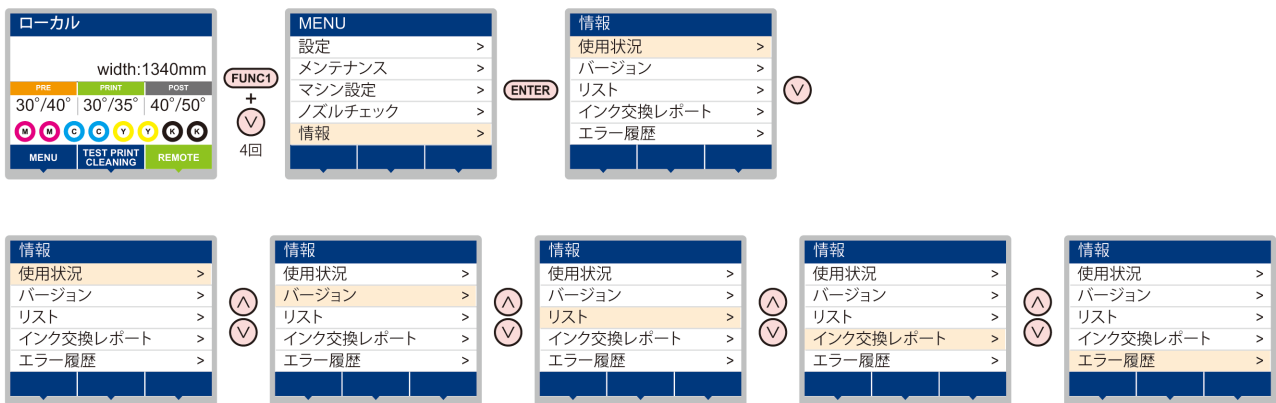 ローカル
width:1340mm
PRE PRINT POST
30°/40° 30°/35° 40°/50°
M M C C Y Y K K
MENU TEST PRINT CLEANING REMOTE
FUNC1
+
4回
MENU
設定 >
メンテナンス >
マシン設定 >
ノズルチェック >
情報 >
ENTER
情報
使用状況 >
バージョン >
リスト >
インク交換レポート >
エラー履歴 >
情報
使用状況 >
バージョン >
リスト >
インク交換レポート >
エラー履歴 >
情報
使用状況 >
バージョン >
リスト >
インク交換レポート >
エラー履歴 >
情報
使用状況 >
バージョン >
リスト >
インク交換レポート >
エラー履歴 >
情報
使用状況 >
バージョン >
リスト >
インク交換レポート >
エラー履歴 >
情報
使用状況 >
バージョン >
リスト >
インク交換レポート >
エラー履歴 >